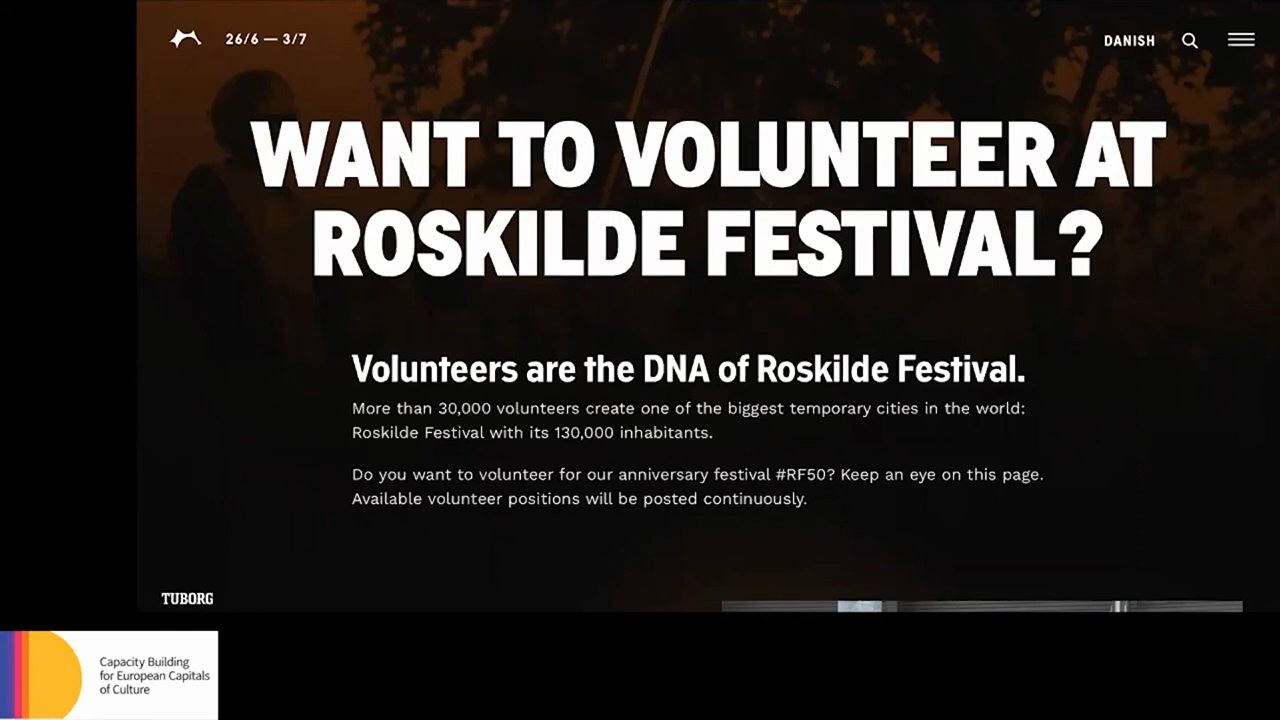 26/6 — 3/7
DANISH
WANT TO VOLUNTEER AT
ROSKILDE FESTIVAL?
Volunteers are the DNA of Roskilde Festival.
More than 30,000 volunteers create one of the biggest temporary cities in the world:
Roskilde Festival with its 130,000 inhabitants.
Do you want to volunteer for our anniversary festival #RF50? Keep an eye on this page.
Available volunteer positions will be posted continuously.
TUBORG
Capacity Building
for European Capitals
of Culture